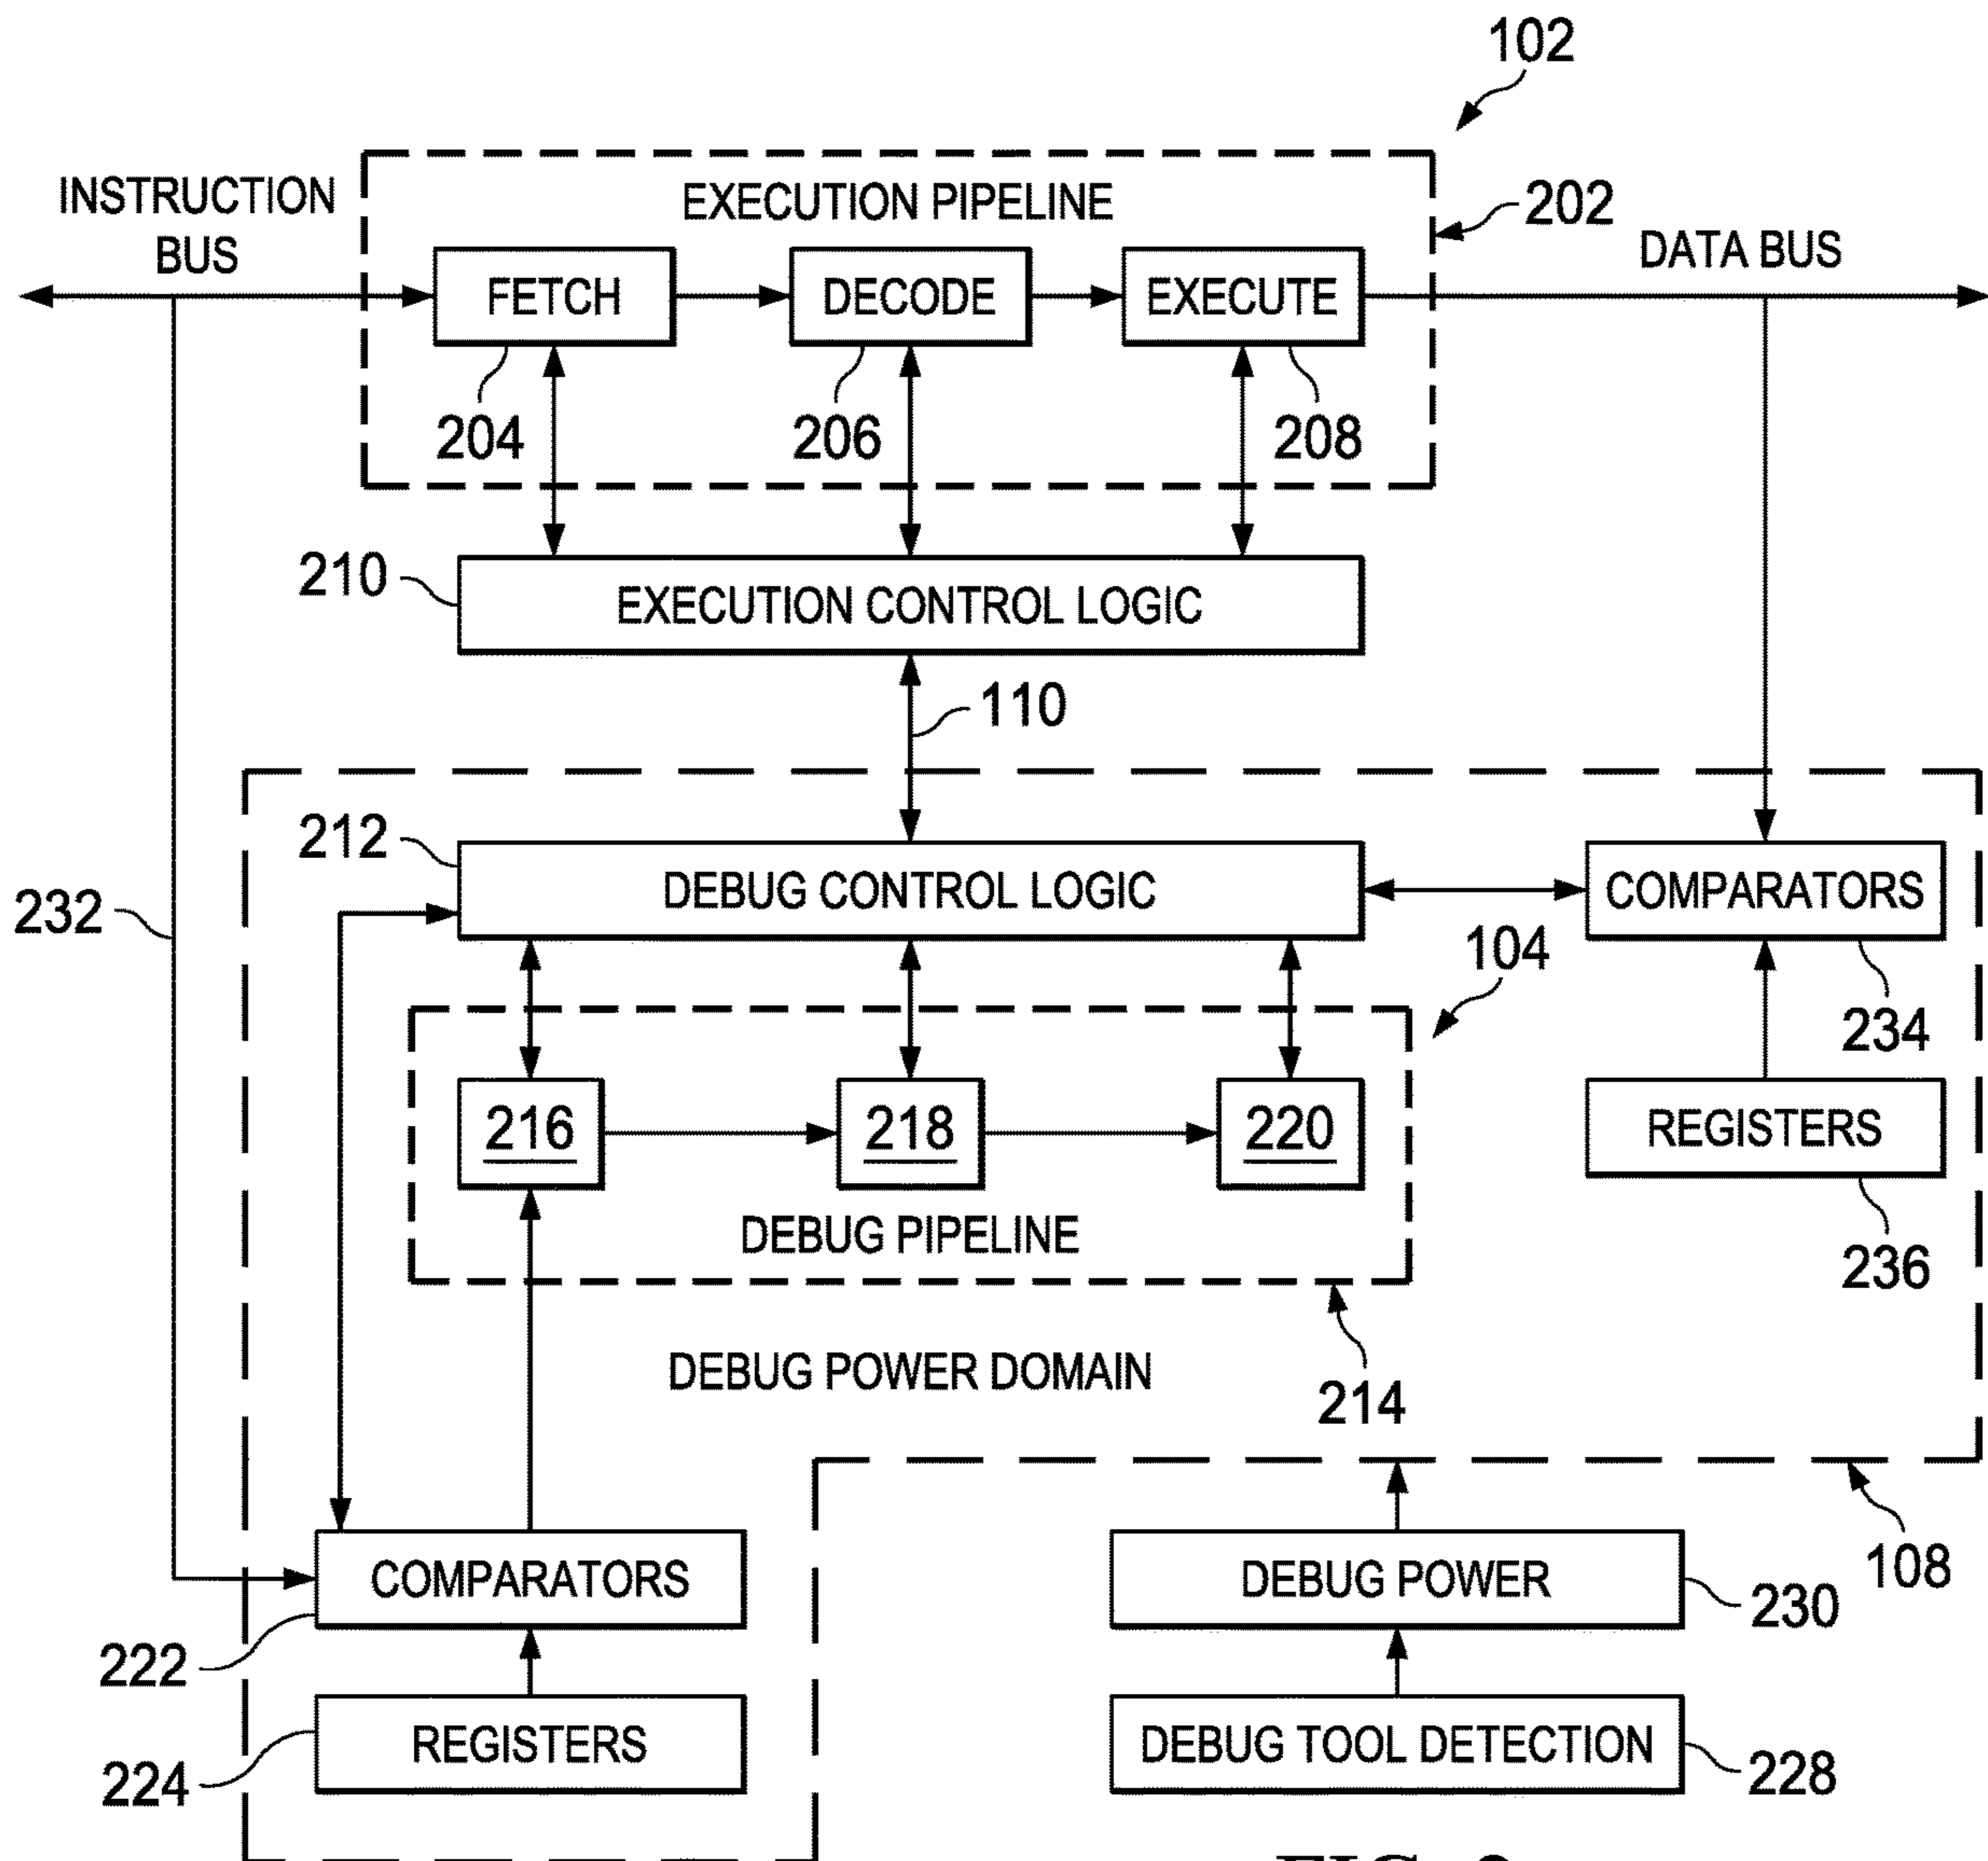 102
INSTRUCTION
BUS
EXECUTION PIPELINE
202
DATA BUS
FETCH
DECODE
EXECUTE
204
206
208
210
EXECUTION CONTROL LOGIC
110
212
DEBUG CONTROL LOGIC
COMPARATORS
232
104
234
216
218
220
REGISTERS
DEBUG PIPELINE
236
DEBUG POWER DOMAIN
214
COMPARATORS
DEBUG POWER
108
230
222
REGISTERS
DEBUG TOOL DETECTION
224
228